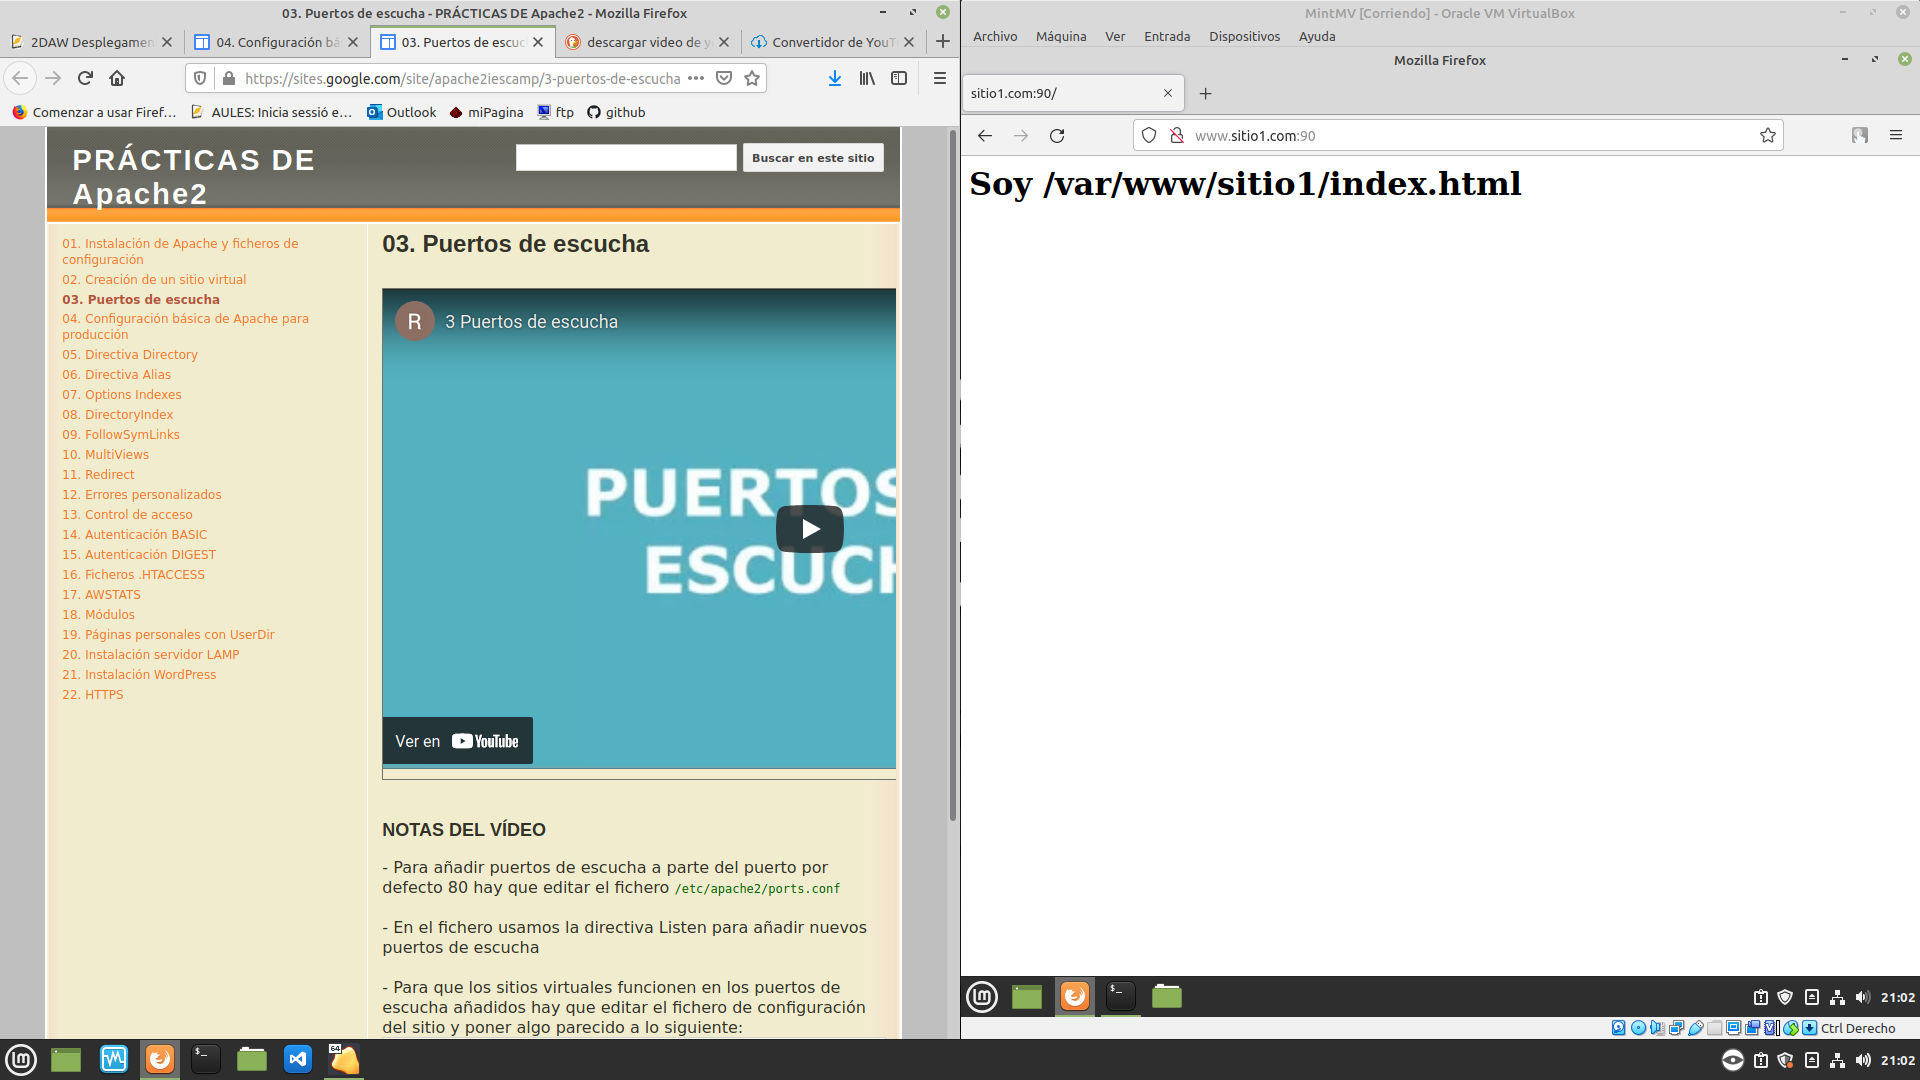 03. Puertos de escucha - PRÁCTICAS DE Apache2 - Mozilla Firefox
2DAW Desplegamen
04. Configuración bá
03. Puertos de escuc
descargar video de y
Convertidor de YouT
https://sites.google.com/site/apache2iescamp/3-puertos-de-escucha
Comenzar a usar Firef…
AULES: Inicia sessió e…
Outlook
miPagina
ftp
github
PRÁCTICAS DE
Apache2
Buscar en este sitio
01. Instalación de Apache y ficheros de
configuración
02. Creación de un sitio virtual
03. Puertos de escucha
04. Configuración básica de Apache para
producción
05. Directiva Directory
06. Directiva Alias
07. Options Indexes
08. DirectoryIndex
09. FollowSymLinks
10. MultiViews
11. Redirect
12. Errores personalizados
13. Control de acceso
14. Autenticación BASIC
15. Autenticación DIGEST
16. Ficheros .HTACCESS
17. AWSTATS
18. Módulos
19. Páginas personales con UserDir
20. Instalación servidor LAMP
21. Instalación WordPress
22. HTTPS
03. Puertos de escucha
R
3 Puertos de escucha
PUERTOS
ESCUCH
Ver en YouTube
NOTAS DEL VÍDEO
- Para añadir puertos de escucha a parte del puerto por
defecto 80 hay que editar el fichero /etc/apache2/ports.conf
- En el fichero usamos la directiva Listen para añadir nuevos
puertos de escucha
- Para que los sitios virtuales funcionen en los puertos de
escucha añadidos hay que editar el fichero de configuración
del sitio y poner algo parecido a lo siguiente:
MintMV [Corriendo] - Oracle VM VirtualBox
Archivo
Máquina
Ver
Entrada
Dispositivos
Ayuda
Mozilla Firefox
sitio1.com:90/
www.sitio1.com:90
Soy /var/www/sitio1/index.html
21:02
Ctrl Derecho
64
21:02